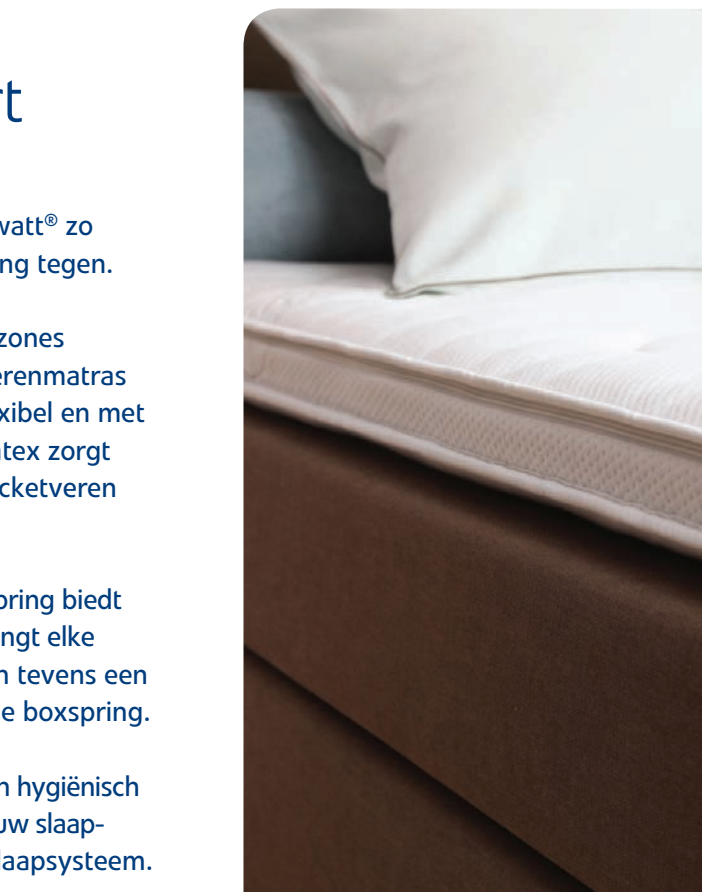 rt
watt® zo
ng tegen.
zones
erenmatras
xibel en met
tex zorgt
cketveren
pring biedt
ngt elke
n tevens een
e boxspring.
n hygiënisch
uw slaap-
laapsysteem.